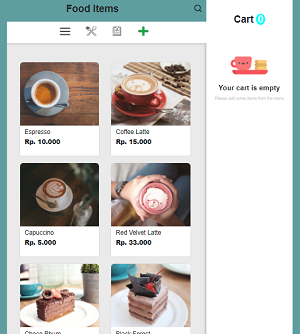 Food Items
Cart 0
Espresso
Rp. 10.000
Coffee Latte
Rp. 15.000
Your cart is empty
Please add some items from the menu
Capuccino
Rp. 5.000
Red Velvet Latte
Rp. 33.000
Choco Rhum
Black Forest